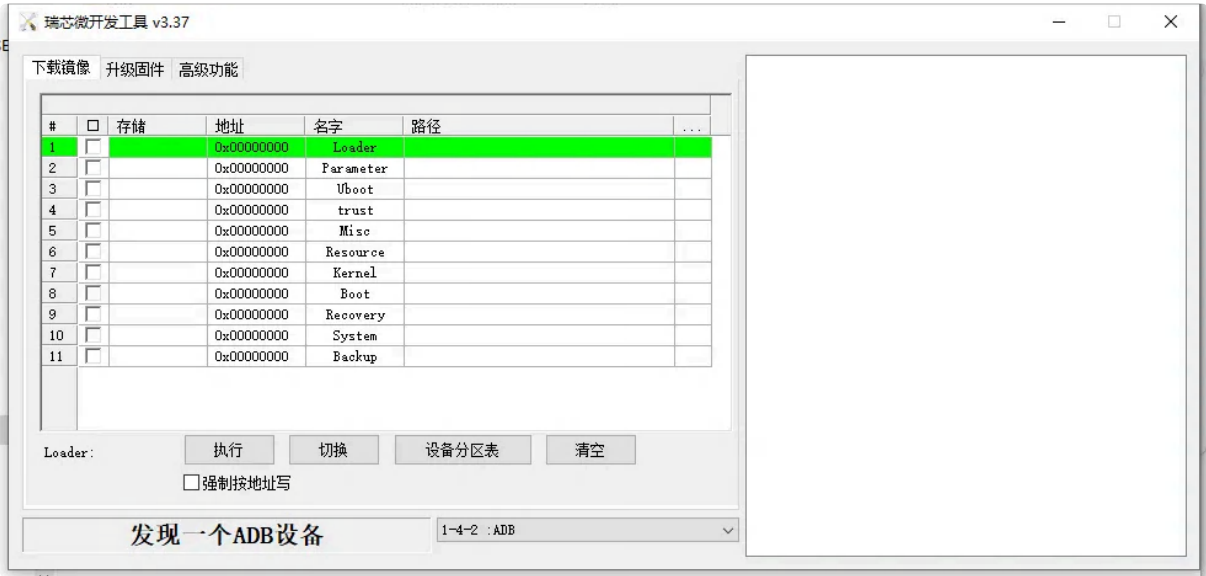 瑞芯微开发工具 v3.37
下载镜像 升级固件 高级功能
# 口 存储 地址 名字 路径 ...
1 0x00000000 Loader
2 0x00000000 Parameter
3 0x00000000 Uboot
4 0x00000000 trust
5 0x00000000 Misc
6 0x00000000 Resource
7 0x00000000 Kernel
8 0x00000000 Boot
9 0x00000000 Recovery
10 0x00000000 System
11 0x00000000 Backup
Loader: 执行 切换 设备分区表 清空
强制按地址写
发现一个ADB设备 1-4-2 :ADB